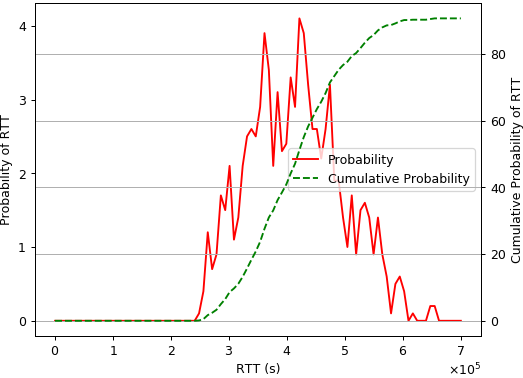 4
3
2
1
0
Probability of RTT
80
60
40
20
0
Cumulative Probability of RTT
Probability
Cumulative Probability
0 1 2 3 4 5 6 7
RTT (s)
×10⁵